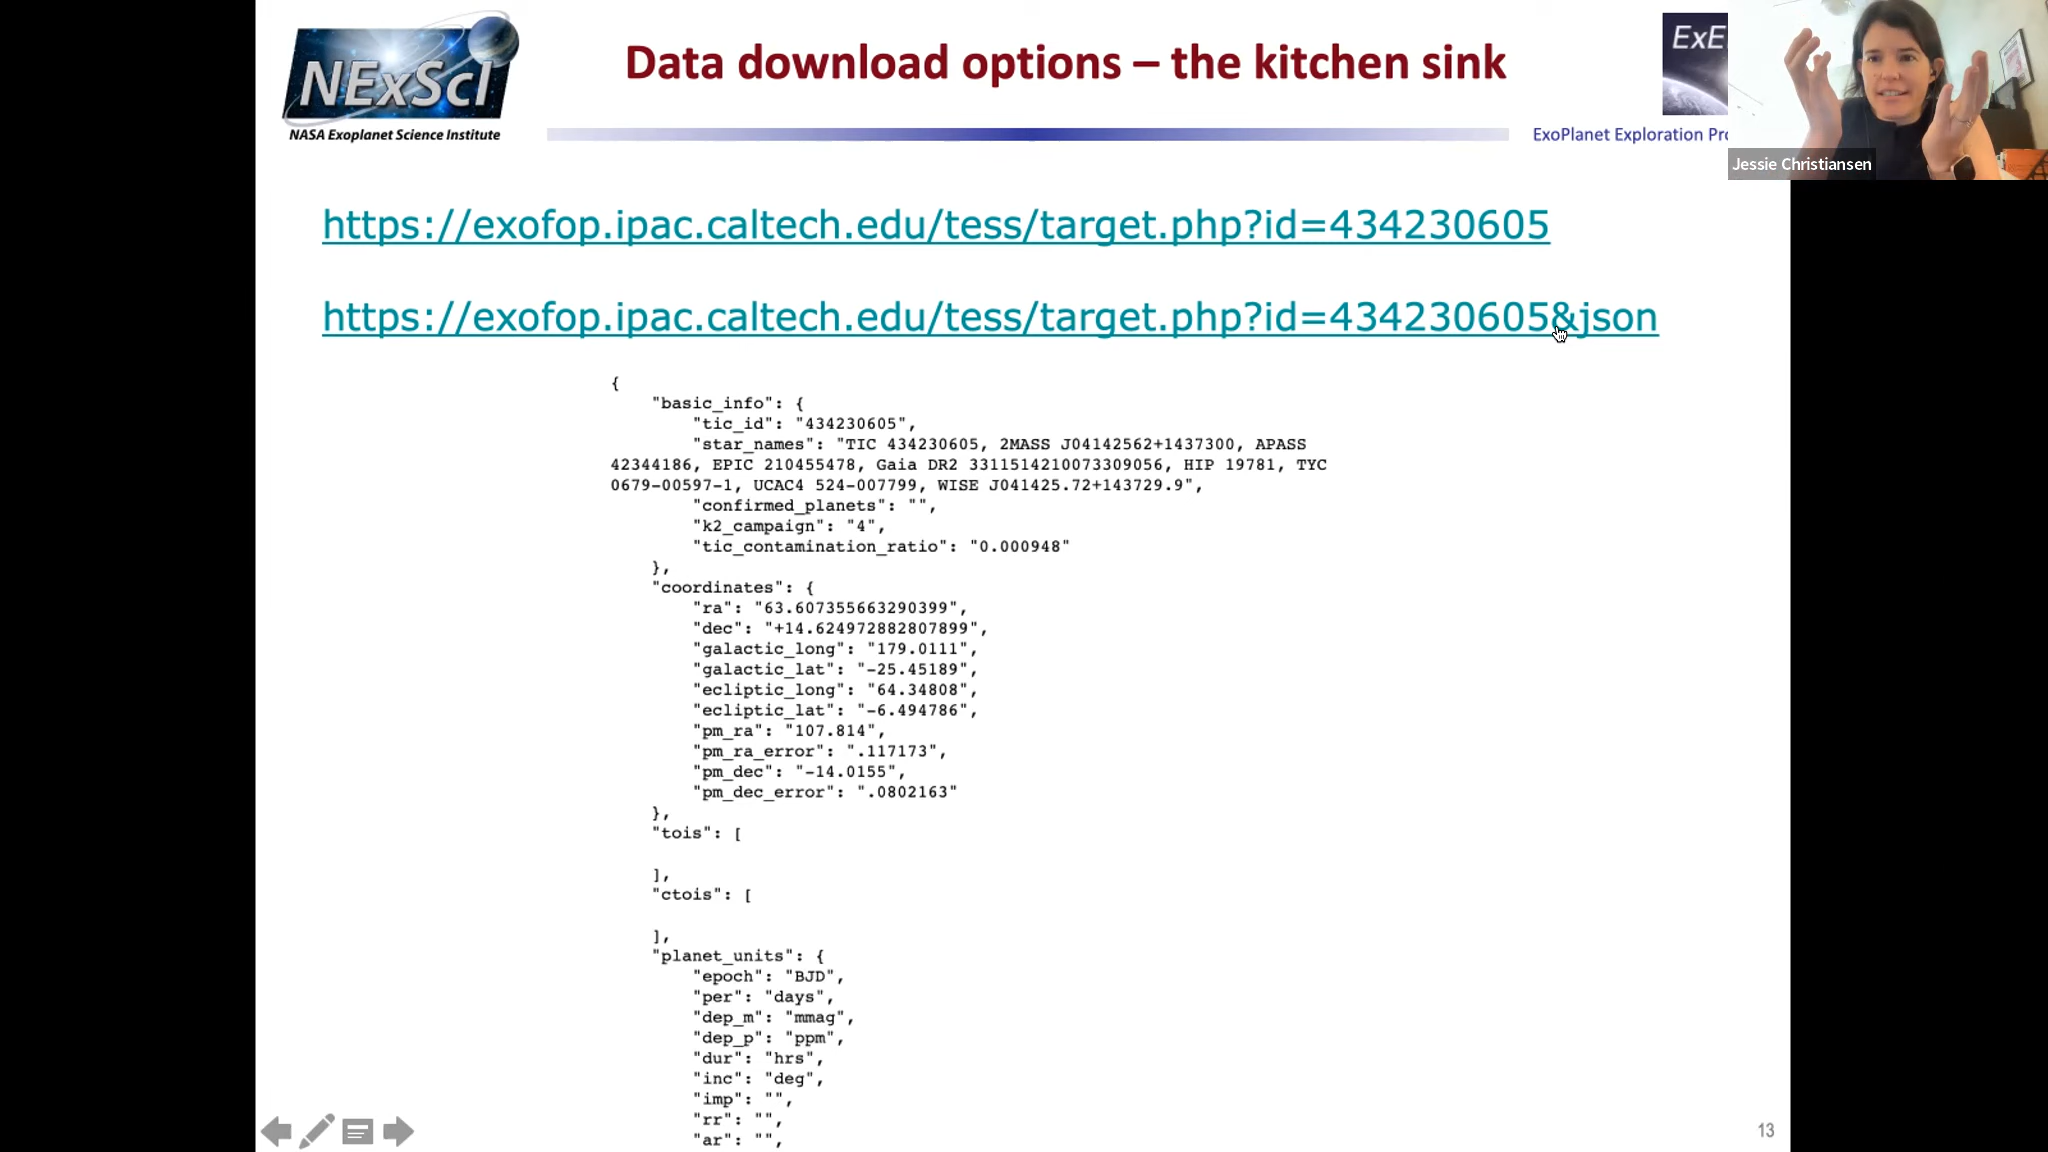 NExScI
NASA Exoplanet Science Institute
Data download options – the kitchen sink
ExE
ExoPlanet Exploration Pro
Jessie Christiansen
https://exofop.ipac.caltech.edu/tess/target.php?id=434230605
https://exofop.ipac.caltech.edu/tess/target.php?id=434230605&json
{
"basic_info": {
"tic_id": "434230605",
"star_names": "TIC 434230605, 2MASS J04142562+1437300, APASS
42344186, EPIC 210455478, Gaia DR2 3311514210073309056, HIP 19781, TYC
0679-00597-1, UCAC4 524-007799, WISE J041425.72+143729.9",
"confirmed_planets": "",
"k2_campaign": "4",
"tic_contamination_ratio": "0.000948"
},
"coordinates": {
"ra": "63.607355663290399",
"dec": "+14.624972882807899",
"galactic_long": "179.0111",
"galactic_lat": "-25.45189",
"ecliptic_long": "64.34808",
"ecliptic_lat": "-6.494786",
"pm_ra": "107.814",
"pm_ra_error": ".117173",
"pm_dec": "-14.0155",
"pm_dec_error": ".0802163"
},
"tois": [
],
"ctois": [
],
"planet_units": {
"epoch": "BJD",
"per": "days",
"dep_m": "mmag",
"dep_p": "ppm",
"dur": "hrs",
"inc": "deg",
"imp": "",
"rr": "",
"ar": "",
13